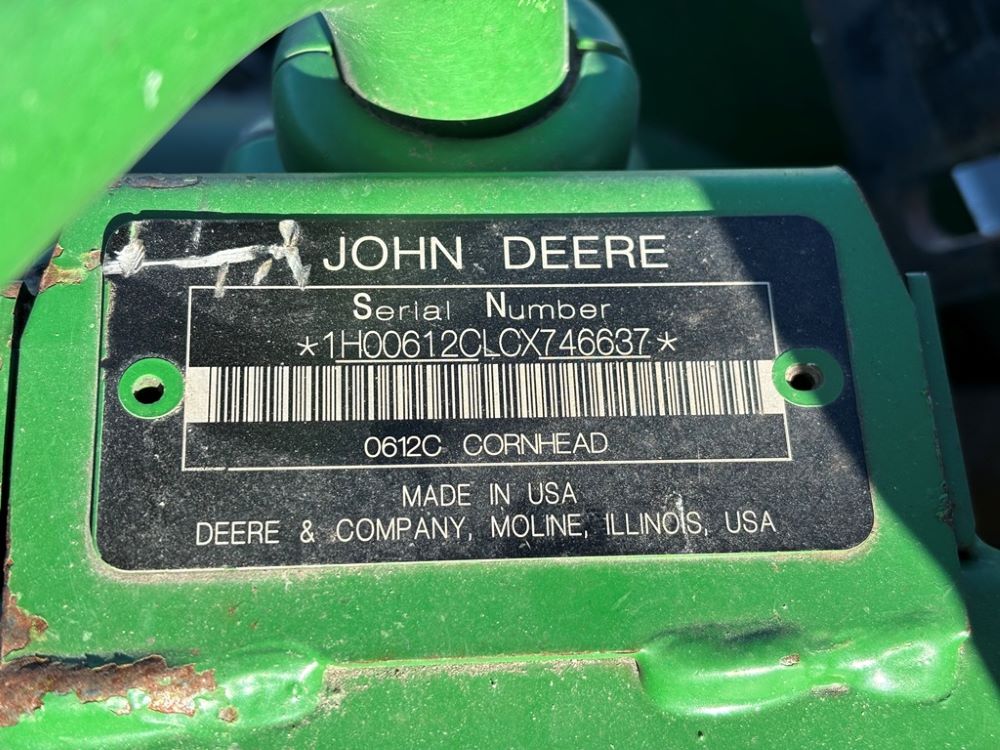 JOHN DEERE
Serial Number
*1H00612CLCX746637*
0612C CORNHEAD
MADE IN USA
DEERE & COMPANY, MOLINE, ILLINOIS, USA